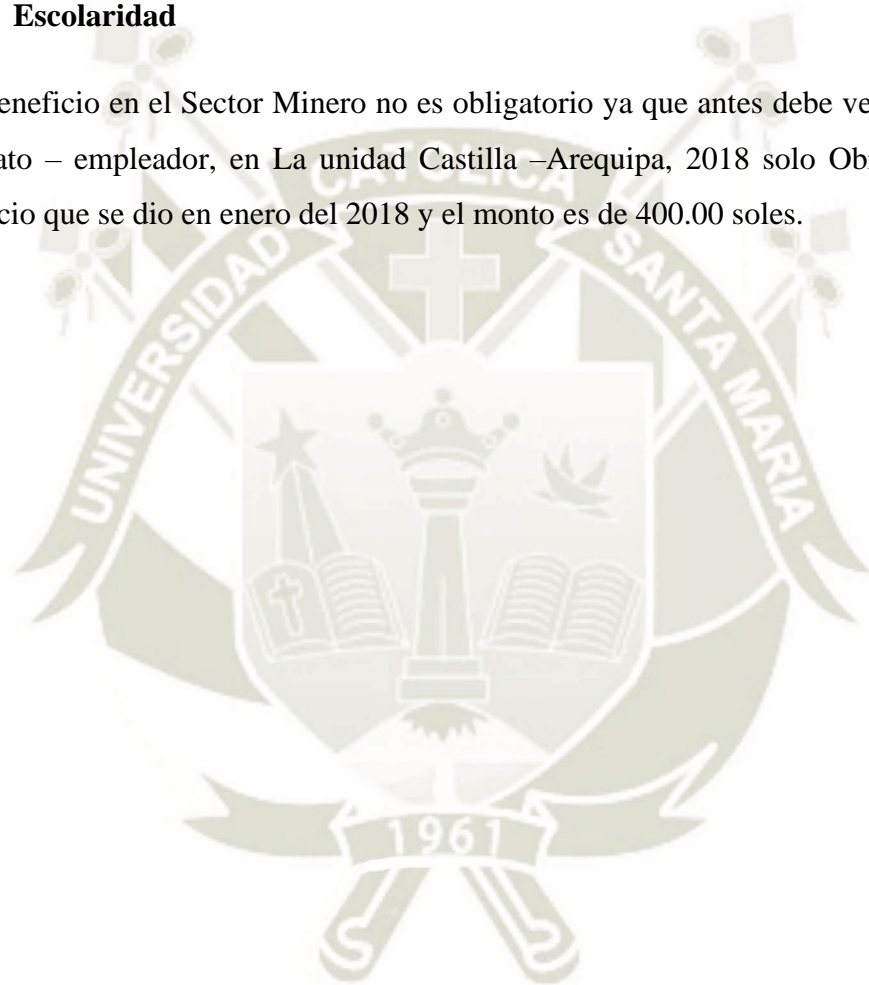 Escolaridad
eneficio en el Sector Minero no es obligatorio ya que antes debe ve
ato – empleador, en La unidad Castilla –Arequipa, 2018 solo Ob
cio que se dio en enero del 2018 y el monto es de 400.00 soles.
UNIVERSIDAD CATOLICA SANTA MARIA
1961